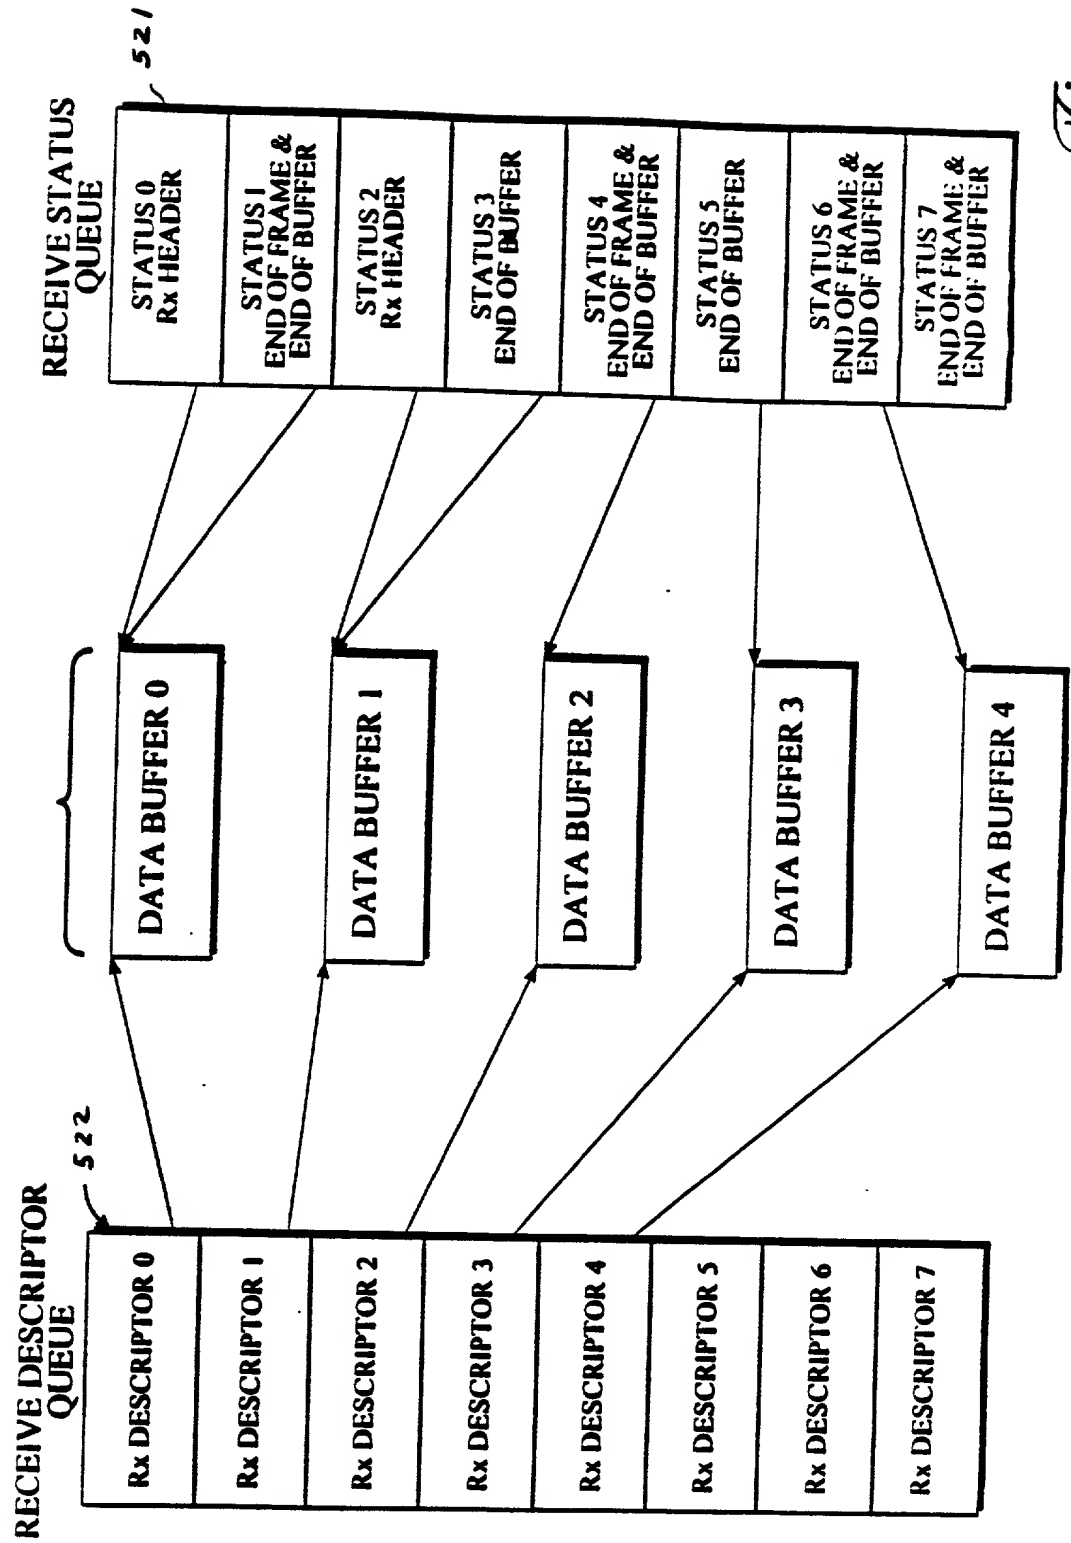 RECEIVE DESCRIPTOR
QUEUE
522
Rx DESCRIPTOR 0
Rx DESCRIPTOR 1
Rx DESCRIPTOR 2
Rx DESCRIPTOR 3
Rx DESCRIPTOR 4
Rx DESCRIPTOR 5
Rx DESCRIPTOR 6
Rx DESCRIPTOR 7
DATA BUFFER 0
DATA BUFFER 1
DATA BUFFER 2
DATA BUFFER 3
DATA BUFFER 4
RECEIVE STATUS
QUEUE
521
STATUS 0
Rx HEADER
STATUS 1
END OF FRAME &
END OF BUFFER
STATUS 2
Rx HEADER
STATUS 3
END OF BUFFER
STATUS 4
END OF FRAME &
END OF BUFFER
STATUS 5
END OF BUFFER
STATUS 6
END OF FRAME &
END OF BUFFER
STATUS 7
END OF FRAME &
END OF BUFFER